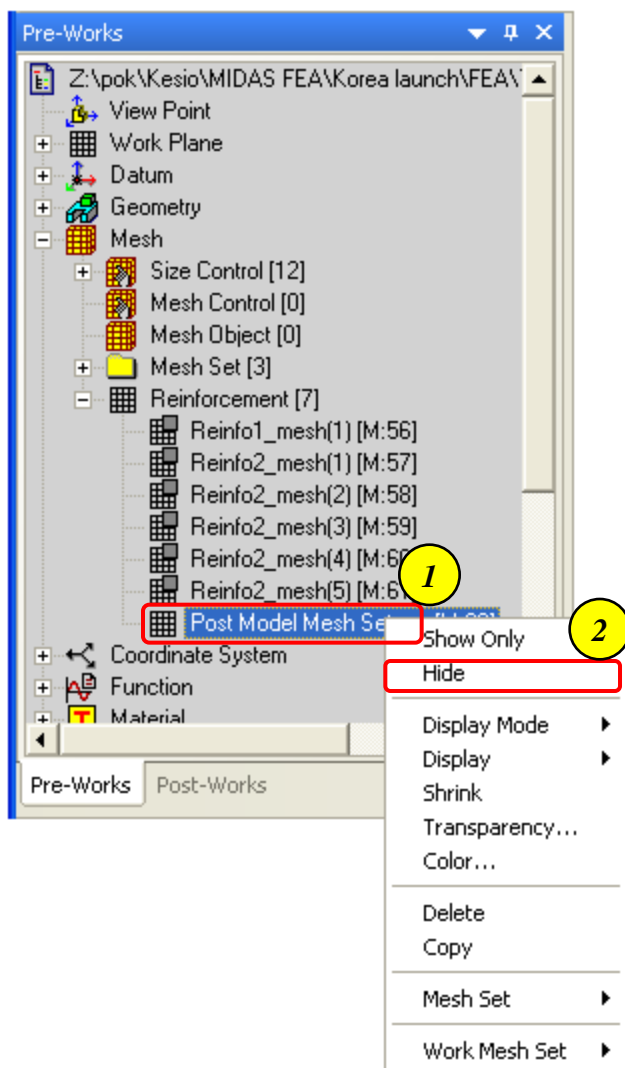 Pre-Works
Z:\pok\Kesio\MIDAS FEA\Korea launch\FEA\
View Point
Work Plane
Datum
Geometry
Mesh
Size Control [12]
Mesh Control [0]
Mesh Object [0]
Mesh Set [3]
Reinforcement [7]
Reinfo1_mesh(1) [M:56]
Reinfo2_mesh(1) [M:57]
Reinfo2_mesh(2) [M:58]
Reinfo2_mesh(3) [M:59]
Reinfo2_mesh(4)
Reinfo2_mesh(5)
1
Post Model Mesh
2
Show Only
Coordinate System
Hide
Function
Material
Display Mode
Display
Pre-Works Post-Works
Shrink
Transparency...
Color...
Delete
Copy
Mesh Set
Work Mesh Set